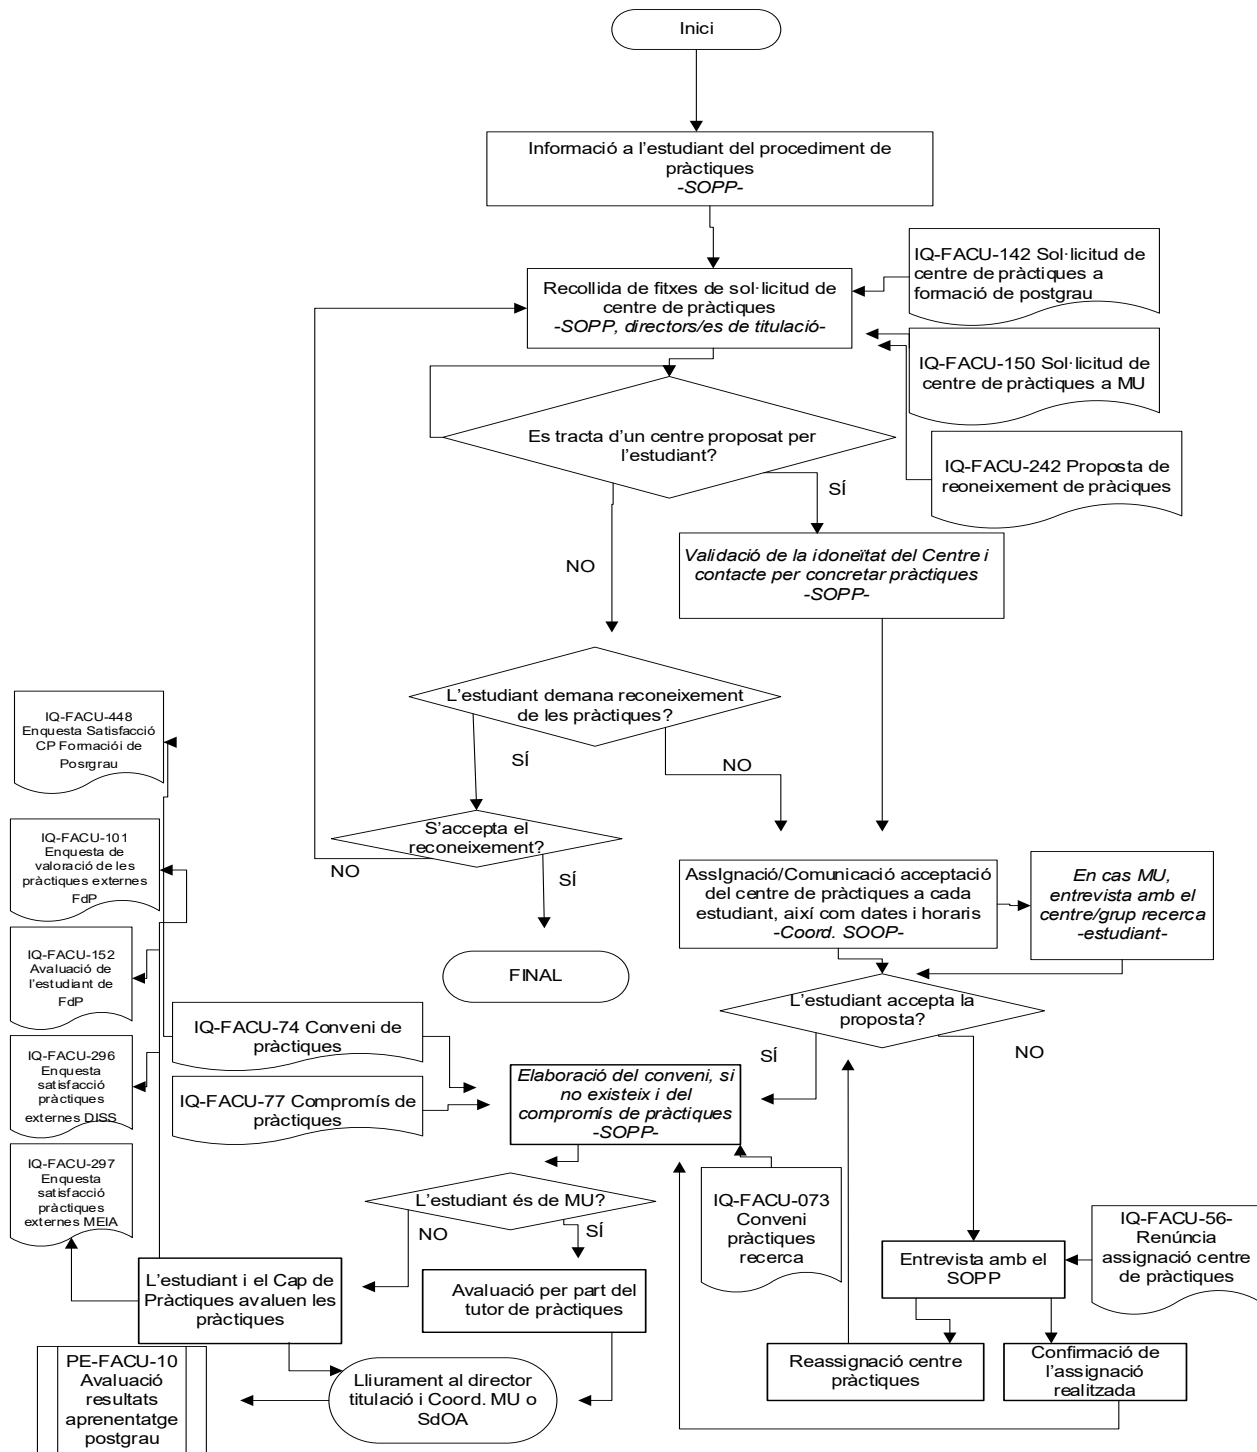 Inici
Informació a l'estudiant del procediment de
pràctiques
-SOPP-
IQ-FACU-142 Sol·licitud de
centre de pràctiques a
formació de postgrau
Recollida de fitxes de sol·licitud de
centre de pràctiques
-SOPP, directors/es de titulació-
IQ-FACU-150 Sol·licitud de
centre de pràctiques a MU
Es tracta d'un centre proposat per
l'estudiant?
IQ-FACU-242 Proposta de
reoneixement de pràciques
SÍ
NO
Validació de la idoneïtat del Centre i
contacte per concretar pràctiques
-SOPP-
L'estudiant demana reconeixement
de les pràctiques?
SÍ
NO
IQ-FACU-448
Enquesta Satisfacció
CP Formacióí de
Posrgrau
S'accepta el
reconeixement?
NO
SÍ
IQ-FACU-101
Enquesta de
valoració de les
pràctiques externes
FdP
AssIgnació/Comunicació acceptació
del centre de pràctiques a cada
estudiant, així com dates i horaris
-Coord. SOOP-
En cas MU,
entrevista amb el
centre/grup recerca
-estudiant-
IQ-FACU-152
Avaluació de
l'estudiant de
FdP
FINAL
L'estudiant accepta la
proposta?
SÍ
NO
IQ-FACU-74 Conveni de
pràctiques
IQ-FACU-77 Compromís de
pràctiques
Elaboració del conveni, si
no existeix i del
compromís de pràctiques
-SOPP-
IQ-FACU-296
Enquesta
satisfacció
pràctiques
externes DISS
IQ-FACU-297
Enquesta
satisfacció
pràctiques
externes MEIA
L'estudiant és de MU?
NO
SÍ
IQ-FACU-073
Conveni
pràctiques
recerca
Entrevista amb el
SOPP
IQ-FACU-56-
Renúncia
assignació centre
de pràctiques
L'estudiant i el Cap de
Pràctiques avaluen les
pràctiques
Avaluació per part del
tutor de pràctiques
Reassignació centre
pràctiques
Confirmació de
l'assignació
realitzada
PE-FACU-10
Avaluació
resultats
aprenentatge
postgrau
Lliurament al director
titulació i Coord. MU o
SdOA